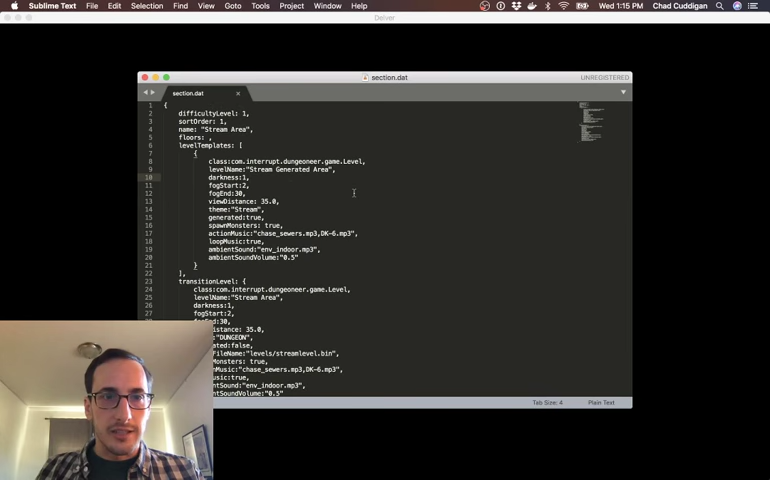 Sublime Text File Edit Selection Find View Goto Tools Project Window Help Wed 1:15 PM Chad Cuddigan
Delver
section.dat UNREGISTERED
section.dat
1 {
2 difficultyLevel: 1,
3 sortOrder: 1,
4 name: "Stream Area",
5 floors: ,
6 levelTemplates: [
7 {
8 class:com.interrupt.dungeoneer.game.Level,
9 levelName:"Stream Generated Area",
10 darkness:1,
11 fogStart:2,
12 fogEnd:30,
13 viewDistance: 35.0,
14 theme:"Stream",
15 generated:true,
16 spawnMonsters: true,
17 actionMusic:"chase_sewers.mp3,DK-6.mp3",
18 loopMusic:true,
19 ambientSound:"env_indoor.mp3",
20 ambientSoundVolume:"0.5"
21 }
22 ],
23 transitionLevel: {
24 class:com.interrupt.dungeoneer.game.Level,
25 levelName:"Stream Area",
26 darkness:1,
27 fogStart:2,
fogEnd:30,
Distance: 35.0,
"DUNGEON",
ated:false,
FileName:"levels/streamlevel.bin",
Monsters: true,
nMusic:"chase_sewers.mp3,DK-6.mp3",
usic:true,
ntSound:"env_indoor.mp3",
entSoundVolume:"0.5"
Tab Size: 4 Plain Text